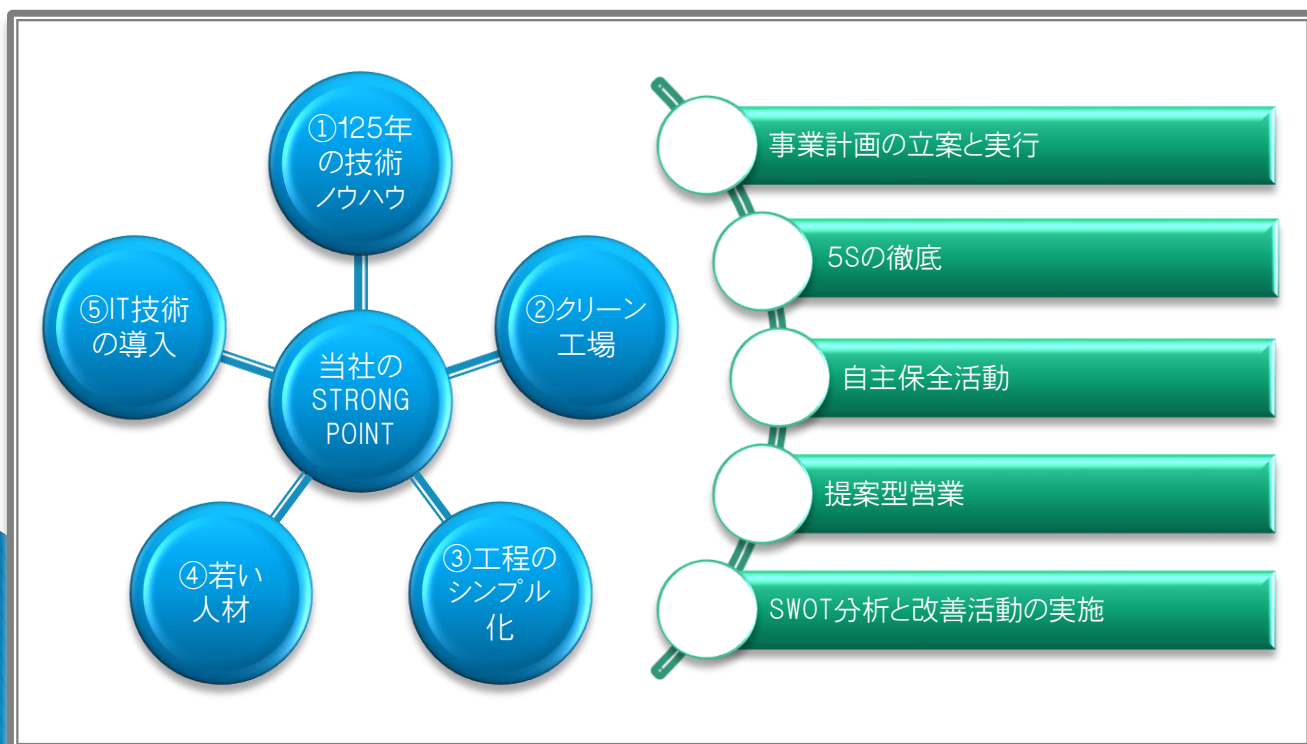 ①125年
の技術
ノウハウ
②クリーン
工場
③工程の
シンプル
化
④若い
人材
⑤IT技術
の導入
当社の
STRONG
POINT
事業計画の立案と実行
5Sの徹底
自主保全活動
提案型営業
SWOT分析と改善活動の実施